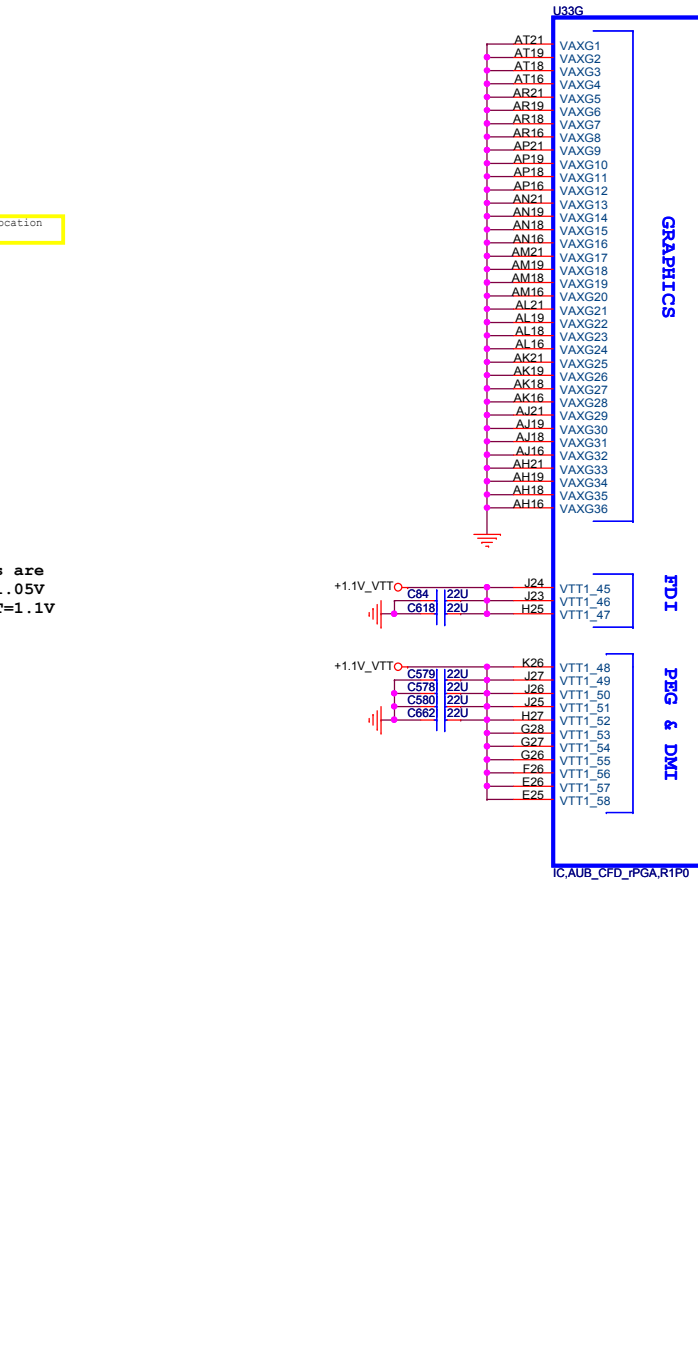 U33G
AT21 VAXG1
AT19 VAXG2
AT18 VAXG3
AT16 VAXG4
AR21 VAXG5
AR19 VAXG6
AR18 VAXG7
AR16 VAXG8
AP21 VAXG9
AP19 VAXG10
AP18 VAXG11
AP16 VAXG12
AN21 VAXG13
AN19 VAXG14
AN18 VAXG15
AN16 VAXG16
AM21 VAXG17
AM19 VAXG18
AM18 VAXG19
AM16 VAXG20
AL21 VAXG21
AL19 VAXG22
AL18 VAXG23
AL16 VAXG24
AK21 VAXG25
AK19 VAXG26
AK18 VAXG27
AK16 VAXG28
AJ21 VAXG29
AJ19 VAXG30
AJ18 VAXG31
AJ16 VAXG32
AH21 VAXG33
AH19 VAXG34
AH18 VAXG35
AH16 VAXG36
GRAPHICS
ocation
s are
1.05V
T=1.1V
+1.1V_VTT J24 VTT1_45
C84 22U J23 VTT1_46
C618 22U H25 VTT1_47
FDI
+1.1V_VTT K26 VTT1_48
C579 22U J27 VTT1_49
C578 22U J26 VTT1_50
C580 22U J25 VTT1_51
C662 22U H27 VTT1_52
G28 VTT1_53
G27 VTT1_54
G26 VTT1_55
F26 VTT1_56
E26 VTT1_57
E25 VTT1_58
PEG & DMI
IC,AUB_CFD_rPGA,R1P0